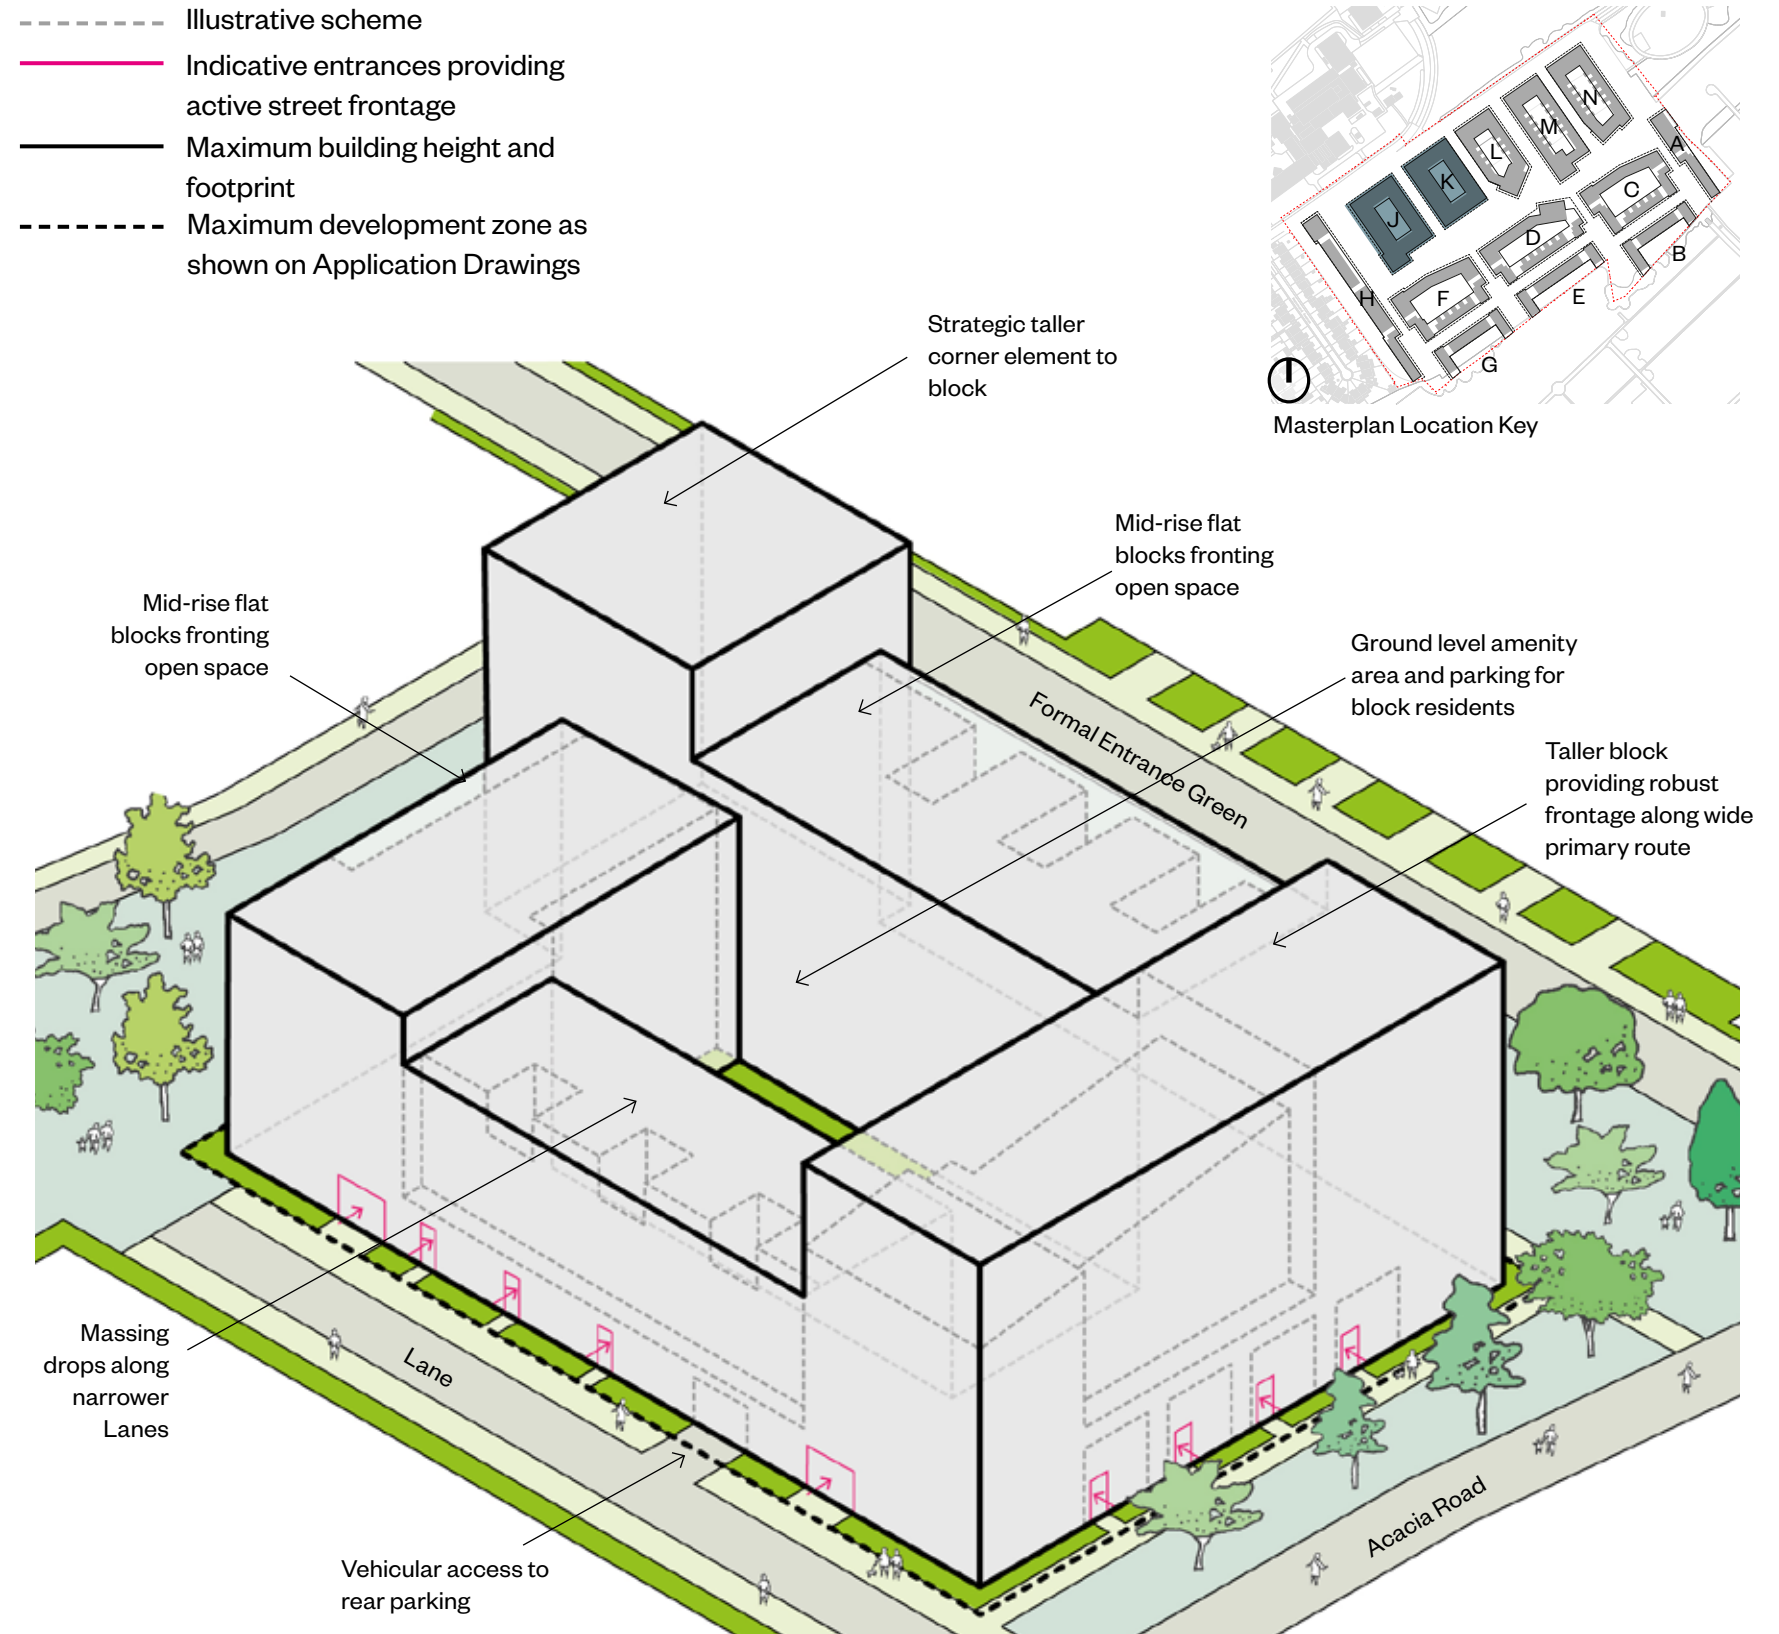 Illustrative scheme
Indicative entrances providing
active street frontage
Maximum building height and
footprint
Maximum development zone as
shown on Application Drawings
N
M
A
L
K
C
J
D
B
H
F
E
G
Masterplan Location Key
Strategic taller
corner element to
block
Mid-rise flat
blocks fronting
open space
Mid-rise flat
blocks fronting
open space
Ground level amenity
area and parking for
block residents
Formal Entrance Green
Taller block
providing robust
frontage along wide
primary route
Massing
drops along
narrower
Lanes
Lane
Acacia Road
Vehicular access to
rear parking